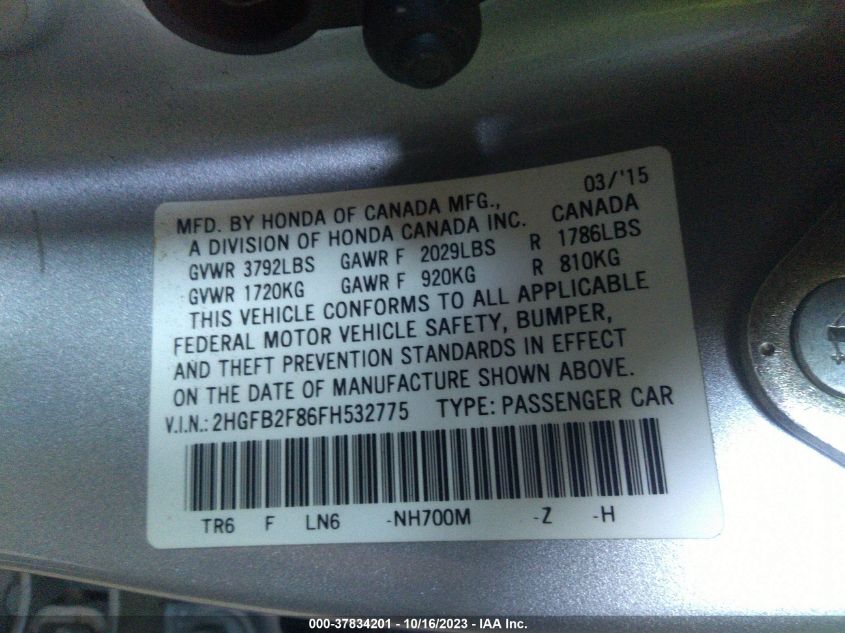 03/'15
MFD. BY HONDA OF CANADA MFG.,
A DIVISION OF HONDA CANADA INC. CANADA
GVWR 3792LBS GAWR F 2029LBS R 1786LBS
GVWR 1720KG GAWR F 920KG R 810KG
THIS VEHICLE CONFORMS TO ALL APPLICABLE
FEDERAL MOTOR VEHICLE SAFETY, BUMPER,
AND THEFT PREVENTION STANDARDS IN EFFECT
ON THE DATE OF MANUFACTURE SHOWN ABOVE.
V.I.N.: 2HGFB2F86FH532775 TYPE: PASSENGER CAR
TR6 F LN6 -NH700M -Z -H
000-37834201 - 10/16/2023 - IAA Inc.